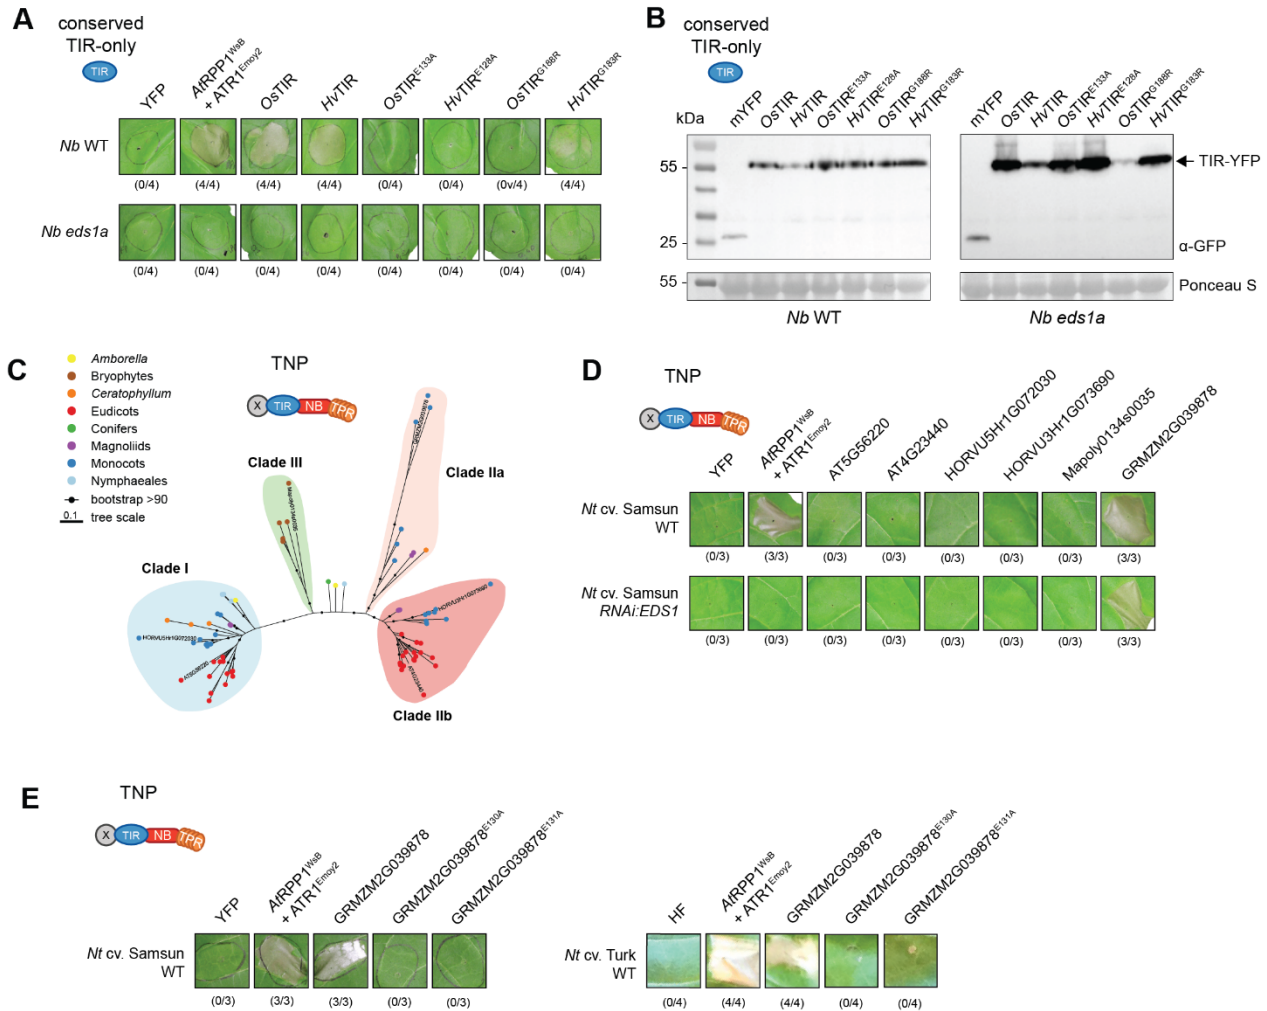 A
conserved
TIR-only
TIR
YFP
AtRPP1WsB
+ ATR1Emoy2
OsTIR
HvTIR
OsTIRE133A
HvTIRE128A
OsTIRG188R
HvTIRG183R
Nb WT
(0/4) (4/4) (4/4) (4/4) (0/4) (0/4) (0v/4) (4/4)
Nb eds1a
(0/4) (0/4) (0/4) (0/4) (0/4) (0/4) (0/4) (0/4)
B
conserved
TIR-only
TIR
kDa
mYFP
OsTIR
HvTIR
OsTIRE133A
HvTIRE128A
OsTIRG188R
HvTIRG183R
mYFP
OsTIR
HvTIR
OsTIRE133A
HvTIRE128A
OsTIRG188R
HvTIRG183R
55
TIR-YFP
25
α-GFP
55
Ponceau S
Nb WT
Nb eds1a
C
Amborella
Bryophytes
Ceratophyllum
Eudicots
Conifers
Magnoliids
Monocots
Nymphaeales
bootstrap >90
0.1 tree scale
TNP
X TIR NB TPR
Clade III
Clade IIa
Clade I
Clade IIb
Mapoly0134s0035
GRMZM2G039878
HORVU5Hr1G072030
AT5G56220
HORVU3Hr1G073690
AT4G23440
D
TNP
X TIR NB TPR
YFP
AtRPP1WsB
+ ATR1Emoy2
AT5G56220
AT4G23440
HORVU5Hr1G072030
HORVU3Hr1G073690
Mapoly0134s0035
GRMZM2G039878
Nt cv. Samsun
WT
(0/3) (3/3) (0/3) (0/3) (0/3) (0/3) (0/3) (3/3)
Nt cv. Samsun
RNAi:EDS1
(0/3) (0/3) (0/3) (0/3) (0/3) (0/3) (0/3) (3/3)
E
TNP
X TIR NB TPR
YFP
AtRPP1WsB
+ ATR1Emoy2
GRMZM2G039878
GRMZM2G039878E130A
GRMZM2G039878E131A
Nt cv. Samsun
WT
(0/3) (3/3) (3/3) (0/3) (0/3)
HF
AtRPP1WsB
+ ATR1Emoy2
GRMZM2G039878
GRMZM2G039878E130A
GRMZM2G039878E131A
Nt cv. Turk
WT
(0/4) (4/4) (4/4) (0/4) (0/4)